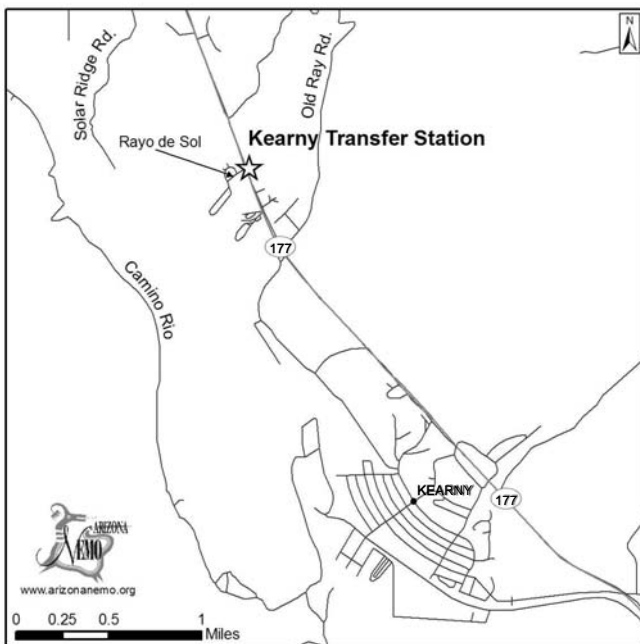 N
Solar Ridge Rd.
Old Ray Rd.
Rayo de Sol
Kearny Transfer Station
177
Camino Rio
KEARNY
177
ARIZONA
NEMO
www.arizonanemo.org
0 0.25 0.5 1
Miles